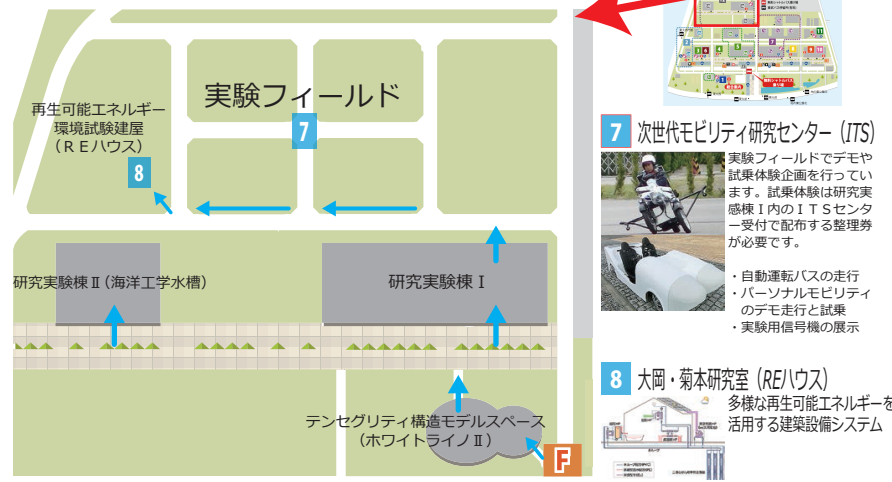 実験フィールド
7
再生可能エネルギー
環境試験建屋
(REハウス)
8
研究実験棟Ⅱ(海洋工学水槽)
研究実験棟Ⅰ
テンセグリティ構造モデルスペース
(ホワイトライノⅡ)
F
7 次世代モビリティ研究センター(ITS)
実験フィールドでデモや
試乗体験企画を行ってい
ます。試乗体験は研究実
感棟Ⅰ内のITSセンタ
ー受付で配布する整理券
が必要です。
・自動運転バスの走行
・パーソナルモビリティ
のデモ走行と試乗
・実験用信号機の展示
8 大岡・菊本研究室(REハウス)
多様な再生可能エネルギーを
活用する建築設備システム